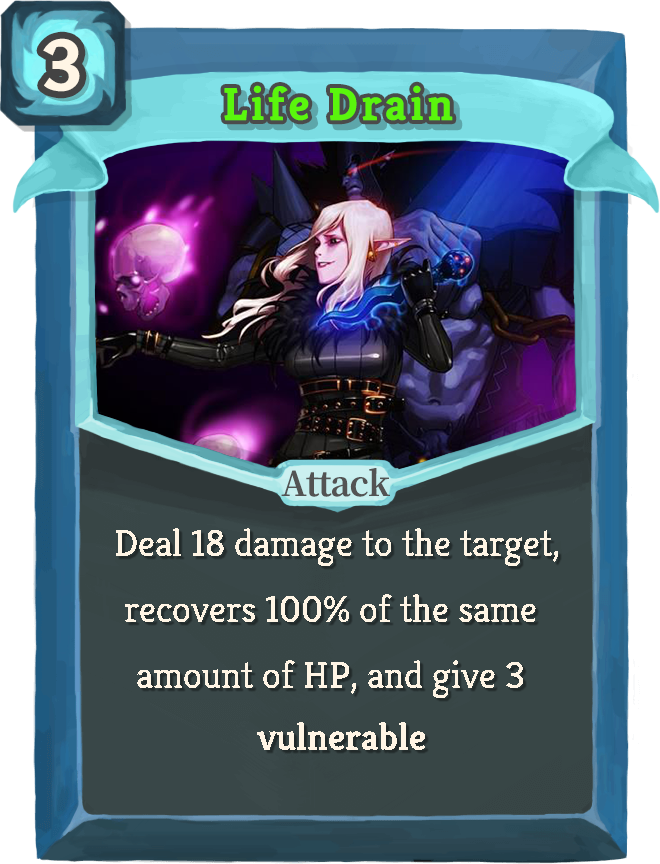 3
Life Drain
Attack
Deal 18 damage to the target,
recovers 100% of the same
amount of HP, and give 3
vulnerable